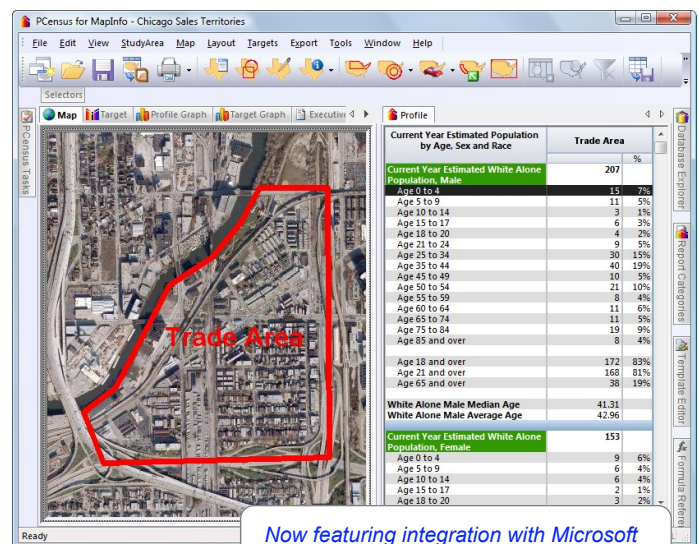 PCensus for MapInfo - Chicago Sales Territories
File Edit View StudyArea Map Layout Targets Export Tools Window Help
Selectors
Map Target Profile Graph Target Graph Executive
Profile
PCensus Tasks
Trade Area
Current Year Estimated Population by Age, Sex and Race Trade Area
%
Current Year Estimated White Alone Population, Male 207
Age 0 to 4 15 7%
Age 5 to 9 11 5%
Age 10 to 14 3 1%
Age 15 to 17 6 3%
Age 18 to 20 4 2%
Age 21 to 24 9 5%
Age 25 to 34 30 15%
Age 35 to 44 40 19%
Age 45 to 49 10 5%
Age 50 to 54 21 10%
Age 55 to 59 8 4%
Age 60 to 64 11 6%
Age 65 to 74 11 5%
Age 75 to 84 19 9%
Age 85 and over 8 4%
Age 18 and over 172 83%
Age 21 and over 168 81%
Age 65 and over 38 19%
White Alone Male Median Age 41.31
White Alone Male Average Age 42.96
Current Year Estimated White Alone Population, Female 153
Age 0 to 4 9 6%
Age 5 to 9 6 4%
Age 10 to 14 6 4%
Age 15 to 17 2 1%
Age 18 to 20 3 2%
Database Explorer
Report Categories
Template Editor
Formula Refere
Ready
Now featuring integration with Microsoft